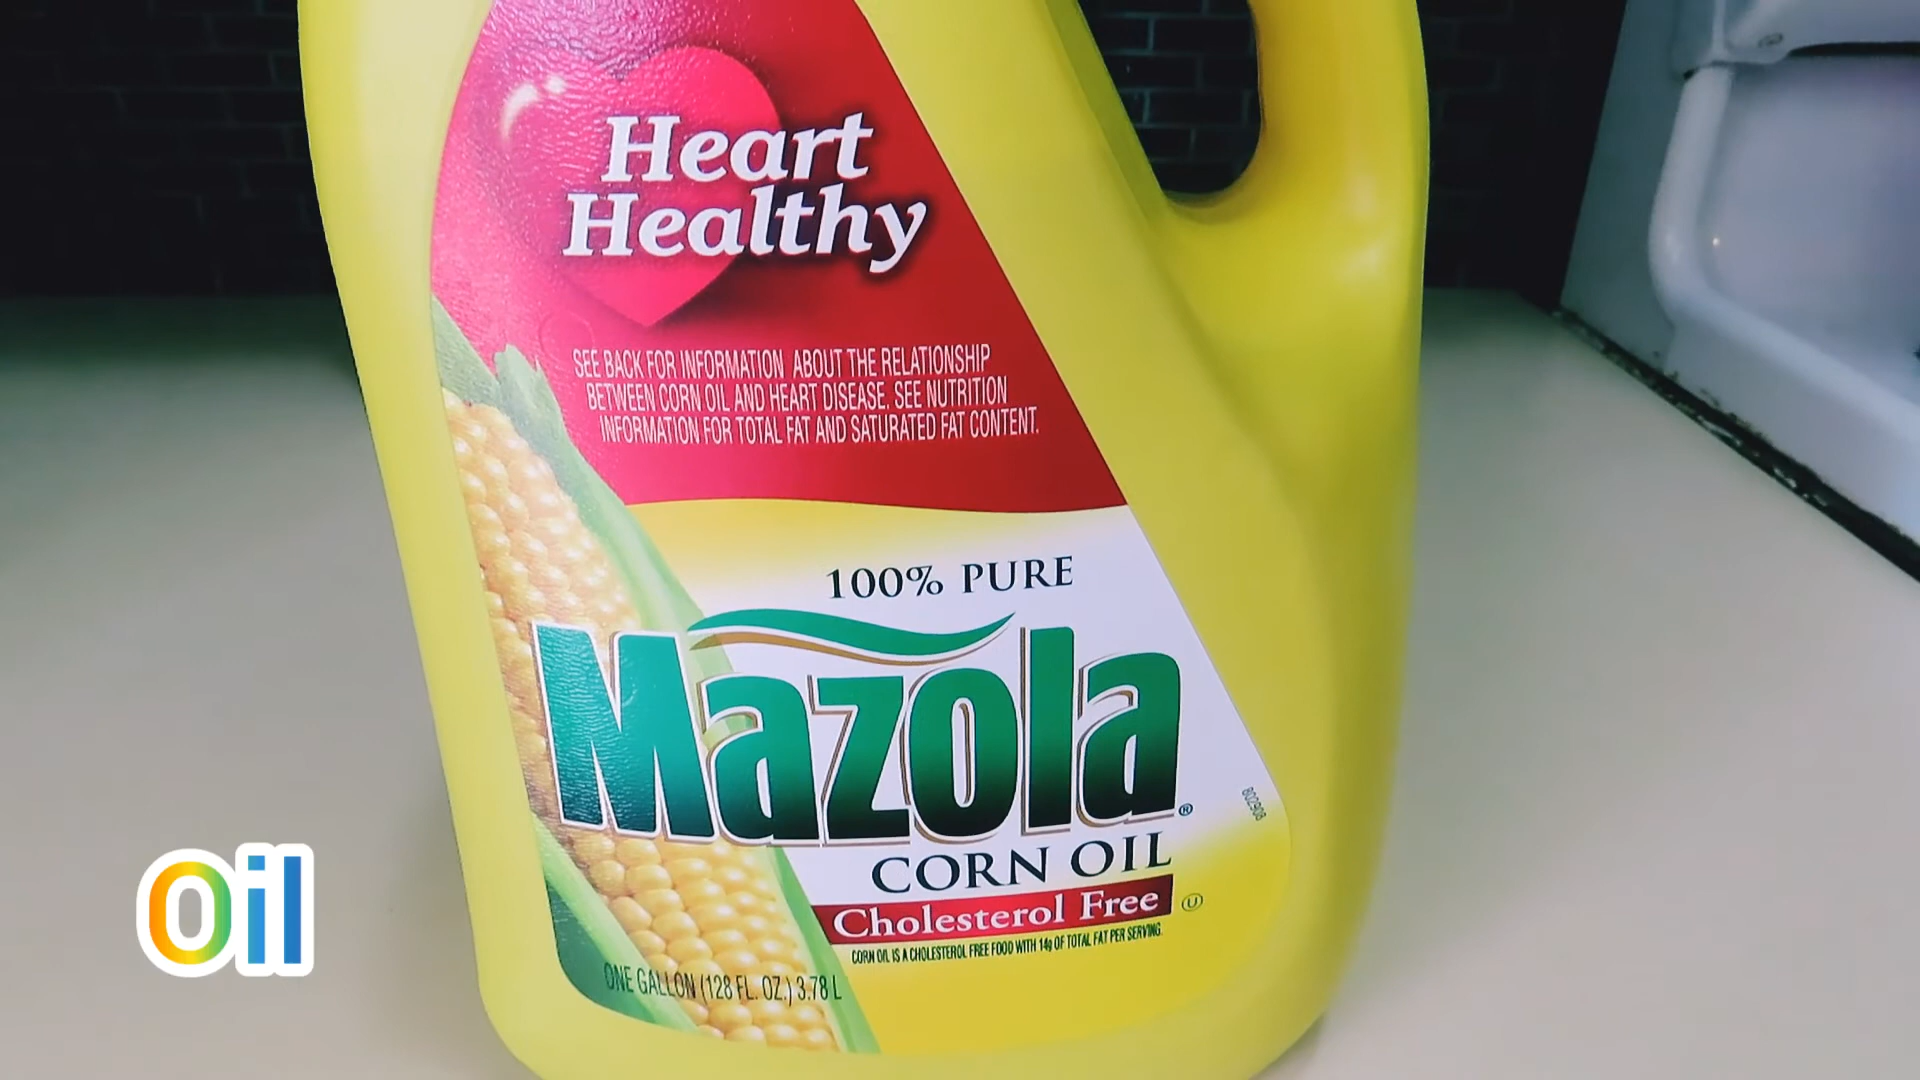 Heart
Healthy
SEE BACK FOR INFORMATION ABOUT THE RELATIONSHIP
BETWEEN CORN OIL AND HEART DISEASE. SEE NUTRITION
INFORMATION FOR TOTAL FAT AND SATURATED FAT CONTENT.
100% PURE
Mazola®
CORN OIL
Cholesterol Free U
CORN OIL IS A CHOLESTEROL FREE FOOD WITH 14g OF TOTAL FAT PER SERVING.
ONE GALLON (128 FL. OZ.) 3.78 L
Oil